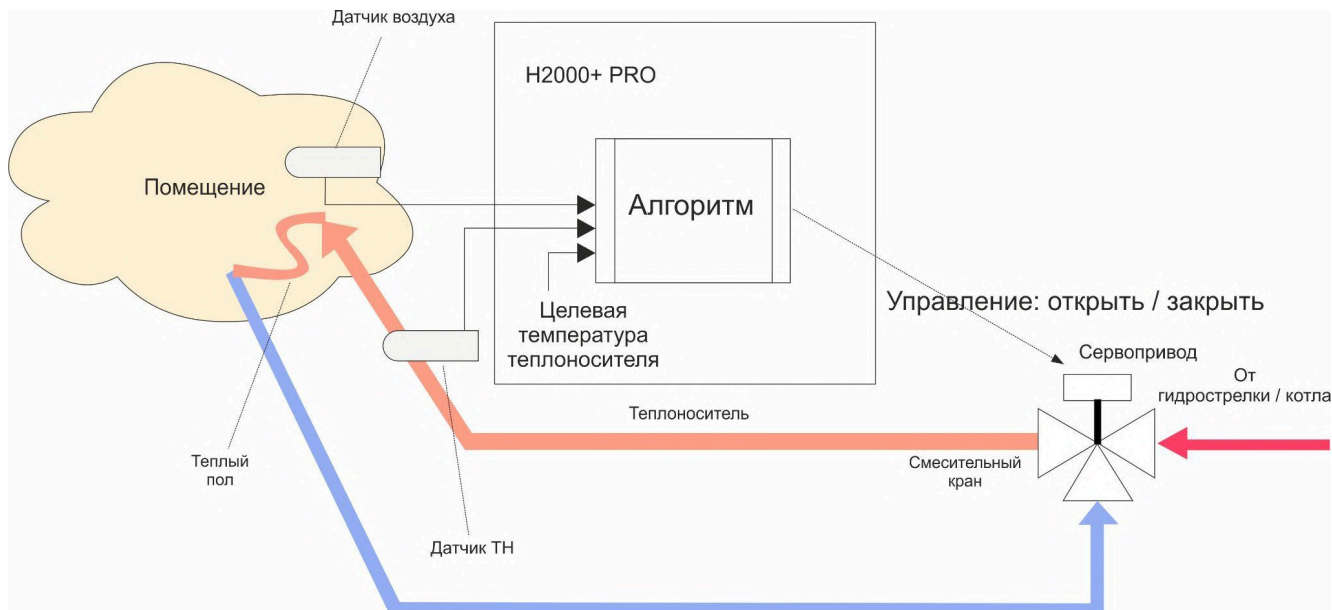 Датчик воздуха
H2000+ PRO
Помещение
Алгоритм
Целевая
температура
теплоносителя
Управление: открыть / закрыть
Сервопривод
От
гидрострелки / котла
Теплоноситель
Теплый
пол
Смесительный
кран
Датчик ТН